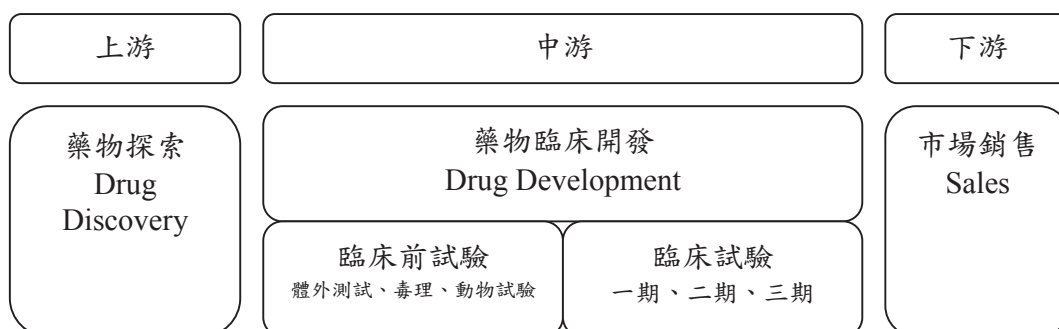 上游
中游
下游
藥物探索
Drug
Discovery
藥物臨床開發
Drug Development
市場銷售
Sales
臨床前試驗
體外測試、毒理、動物試驗
臨床試驗
一期、二期、三期